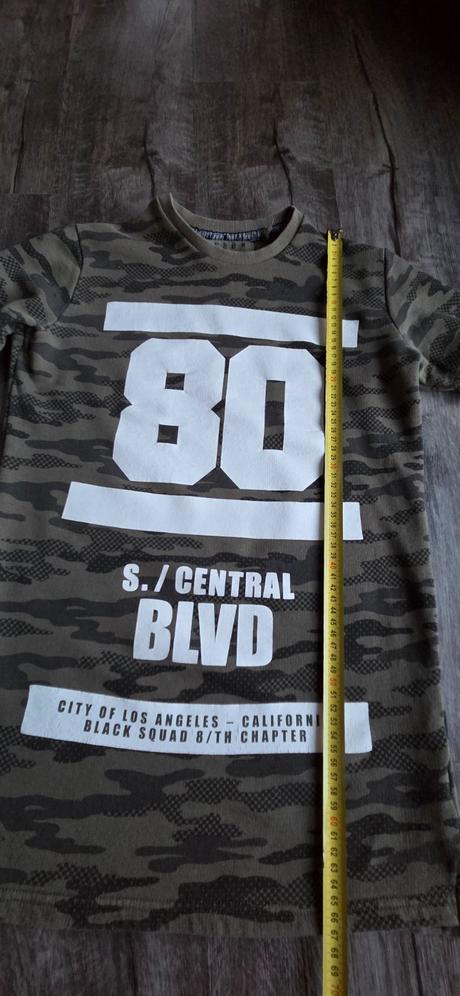 80
S. / CENTRAL
BLVD
CITY OF LOS ANGELES – CALIFORNI
BLACK SQUAD 8/TH CHAPTER